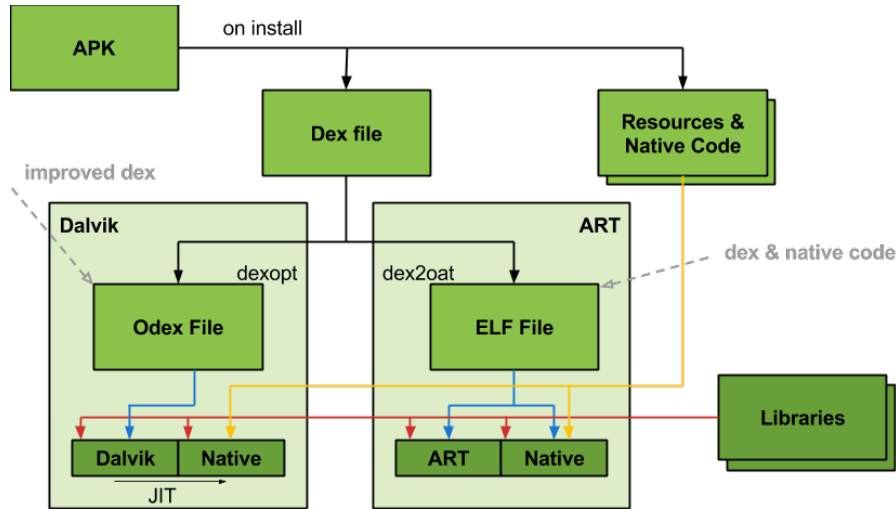 on install
APK
Dex file
Resources &
Native Code
improved dex
Dalvik
ART
dex & native code
dexopt
dex2oat
Odex File
ELF File
Libraries
Dalvik
Native
ART
Native
JIT